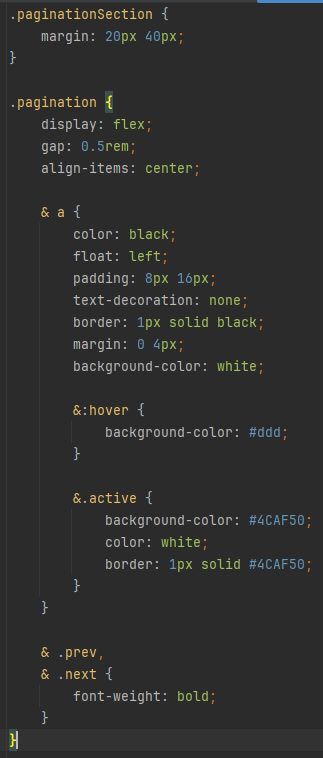 .paginationSection {
    margin: 20px 40px;
}

.pagination {
    display: flex;
    gap: 0.5rem;
    align-items: center;

    & a {
        color: black;
        float: left;
        padding: 8px 16px;
        text-decoration: none;
        border: 1px solid black;
        margin: 0 4px;
        background-color: white;

        &:hover {
            background-color: #ddd;
        }

        &.active {
            background-color: #4CAF50;
            color: white;
            border: 1px solid #4CAF50;
        }
    }

    & .prev,
    & .next {
        font-weight: bold;
    }
}